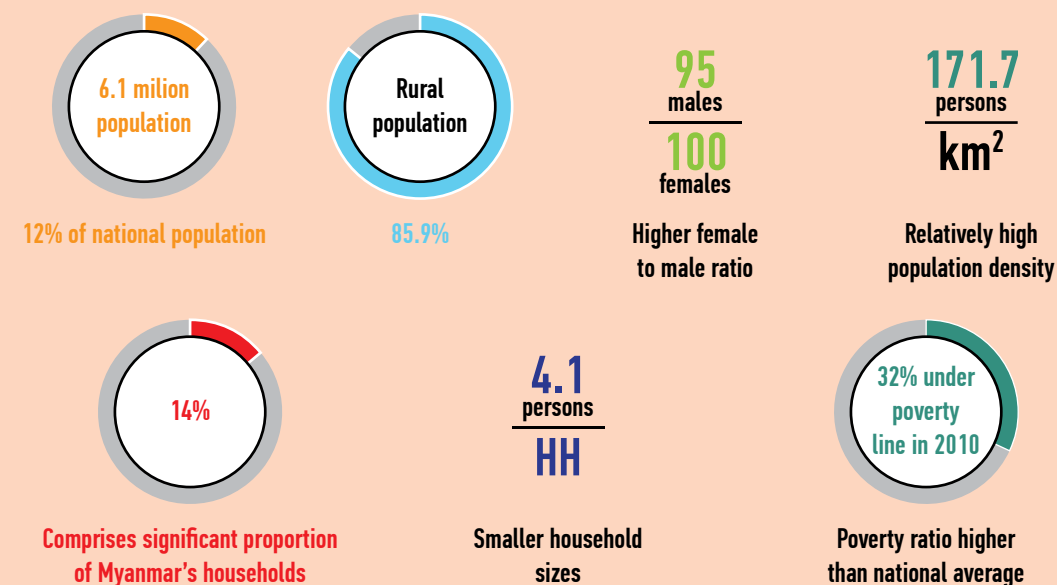 6.1 milion
population
12% of national population
Rural
population
85.9%
95
males
100
females
Higher female
to male ratio
171.7
persons
km²
Relatively high
population density
14%
Comprises significant proportion
of Myanmar's households
4.1
persons
HH
Smaller household
sizes
32% under
poverty
line in 2010
Poverty ratio higher
than national average